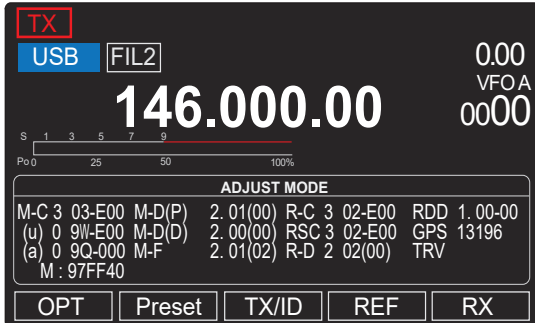 TX
USB FIL2 0.00
VFO A
146.000.00 0000
S 1 3 5 7 9
Po 0 25 50 100%
ADJUST MODE
M-C 3 03-E00 M-D(P) 2. 01(00) R-C 3 02-E00 RDD 1. 00-00
(u) 0 9W-E00 M-D(D) 2. 00(00) RSC 3 02-E00 GPS 13196
(a) 0 9Q-000 M-F 2. 01(02) R-D 2 02(00) TRV
M : 97FF40
OPT Preset TX/ID REF RX